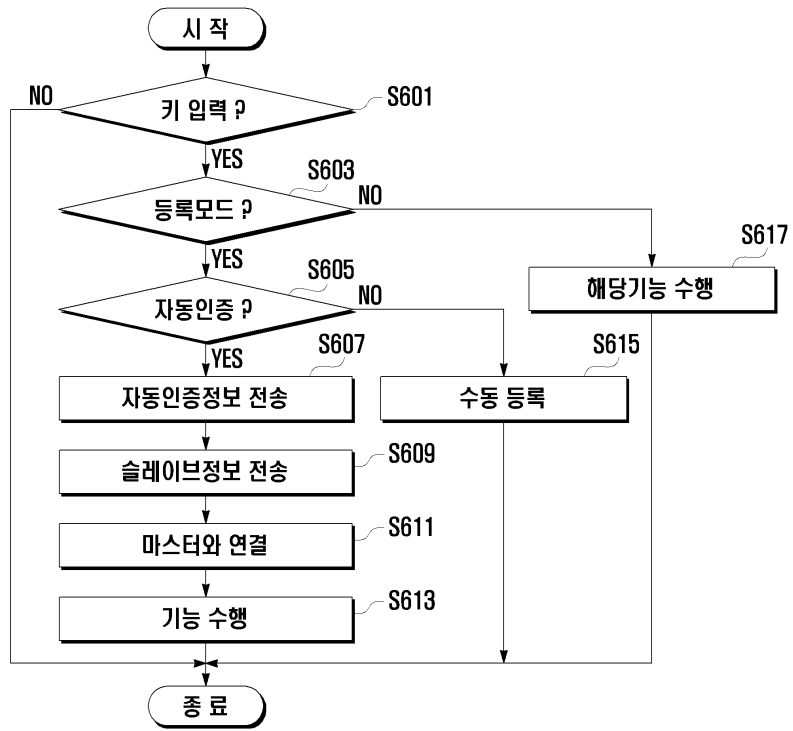 시 작
NO
키 입력 ?
S601
YES
S603
등록모드 ?
NO
YES
S617
해당기능 수행
S605
자동인증 ?
NO
YES
S607
자동인증정보 전송
S615
수동 등록
S609
슬레이브정보 전송
S611
마스터와 연결
S613
기능 수행
종 료